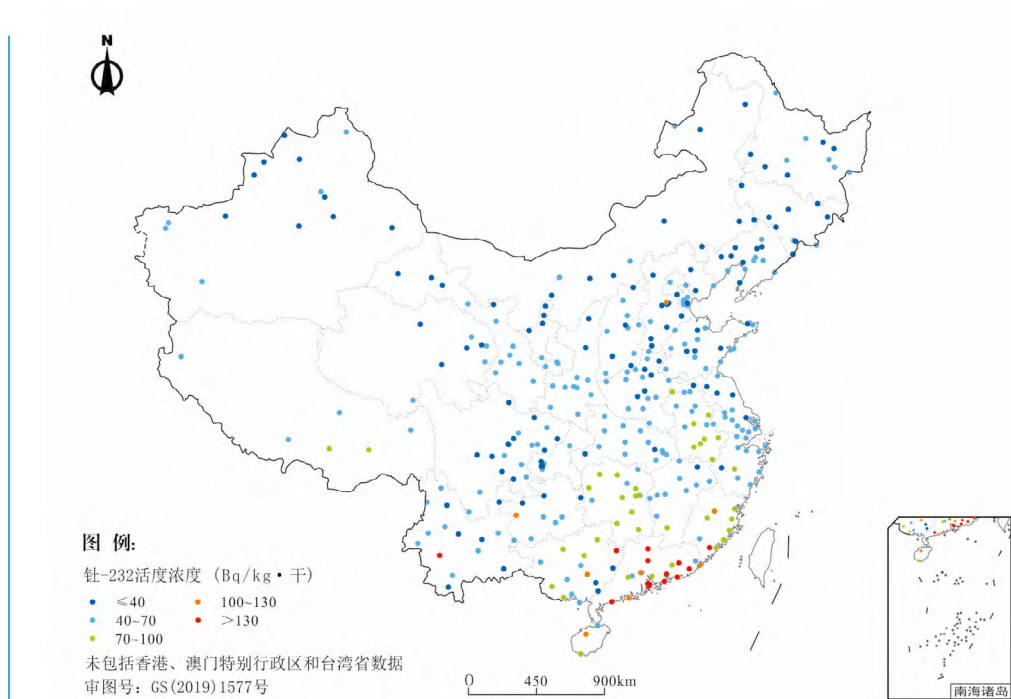 N
图 例:
钍-232活度浓度 (Bq/kg·干)
≤40
100~130
40~70
>130
70~100
未包括香港、澳门特别行政区和台湾省数据
审图号: GS(2019)1577号
0 450 900km
南海诸岛